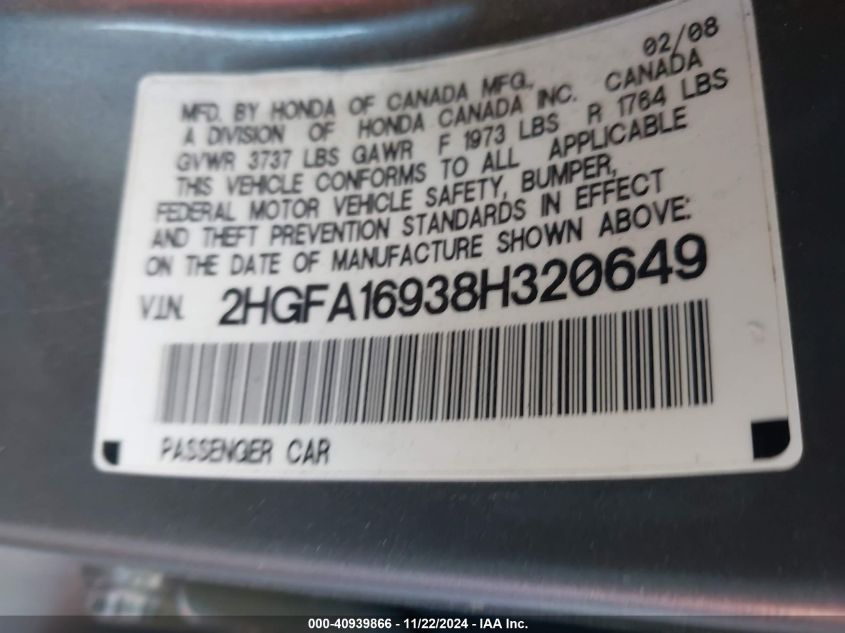 02/08
MFD. BY HONDA OF CANADA MFG.,
A DIVISION OF HONDA CANADA INC. CANADA
GVWR 3737 LBS GAWR F 1973 LBS R 1764 LBS
THIS VEHICLE CONFORMS TO ALL APPLICABLE
FEDERAL MOTOR VEHICLE SAFETY, BUMPER,
AND THEFT PREVENTION STANDARDS IN EFFECT
ON THE DATE OF MANUFACTURE SHOWN ABOVE:
V.I.N. 2HGFA16938H320649
PASSENGER CAR
000-40939866 - 11/22/2024 - IAA Inc.